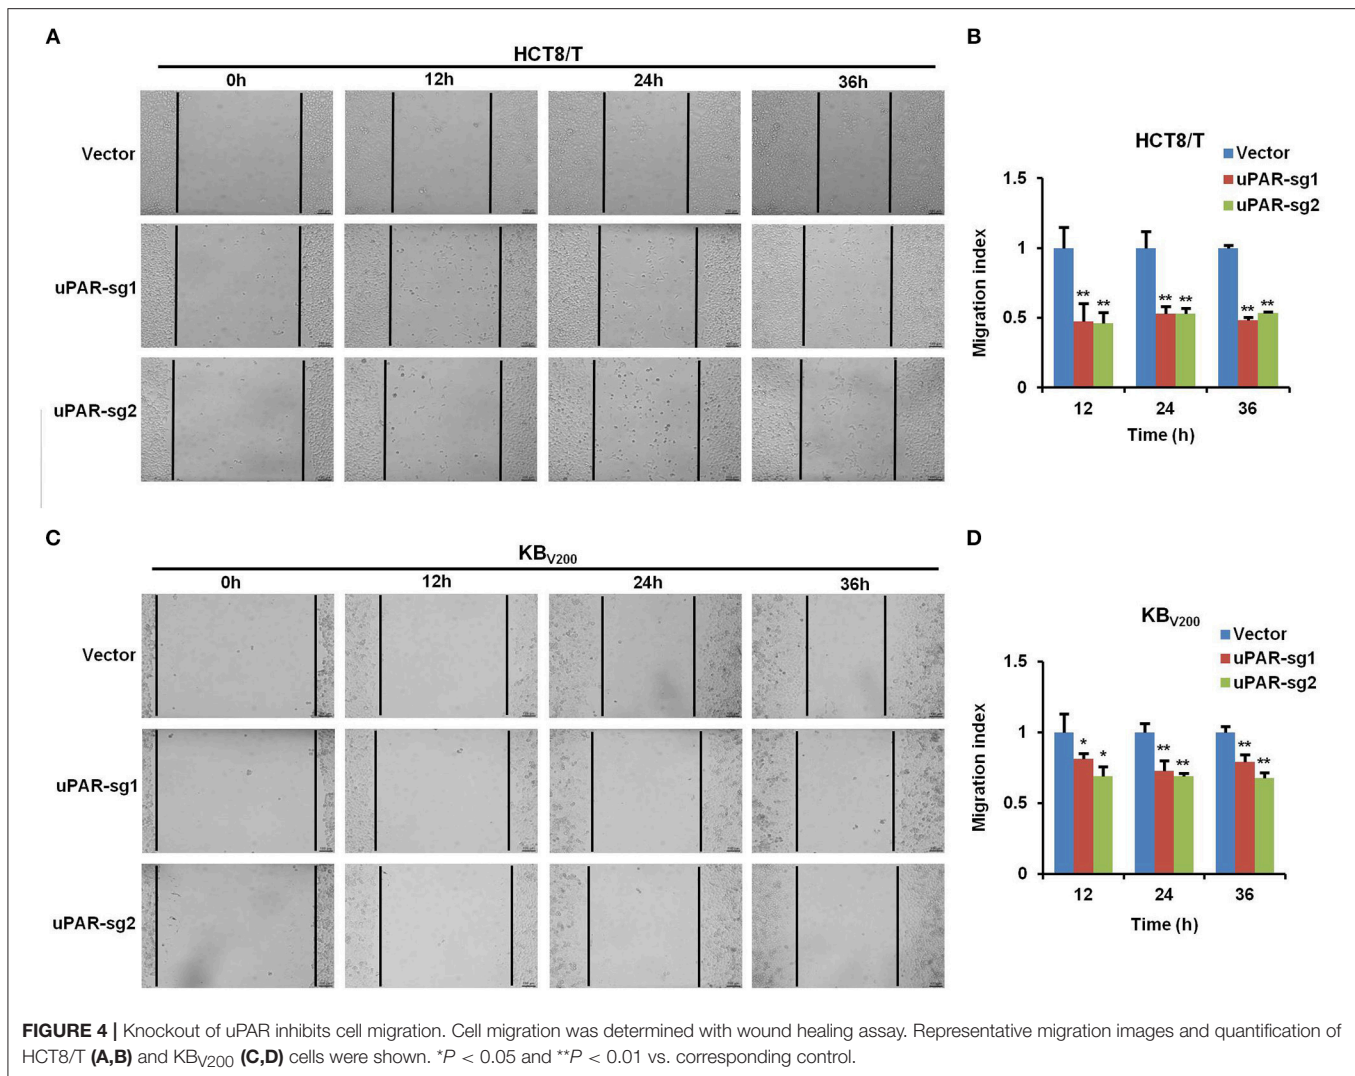 A
HCT8/T
0h 12h 24h 36h
Vector
uPAR-sg1
uPAR-sg2
B
HCT8/T
Vector
uPAR-sg1
uPAR-sg2
Migration index
1.5
1
0.5
0
** ** ** ** ** **
12 24 36
Time (h)
C
KBV200
0h 12h 24h 36h
Vector
uPAR-sg1
uPAR-sg2
D
KBV200
Vector
uPAR-sg1
uPAR-sg2
Migration index
1.5
1
0.5
0
* * ** ** ** **
12 24 36
Time (h)
FIGURE 4 | Knockout of uPAR inhibits cell migration. Cell migration was determined with wound healing assay. Representative migration images and quantification of
HCT8/T (A,B) and KBV200 (C,D) cells were shown. *P < 0.05 and **P < 0.01 vs. corresponding control.